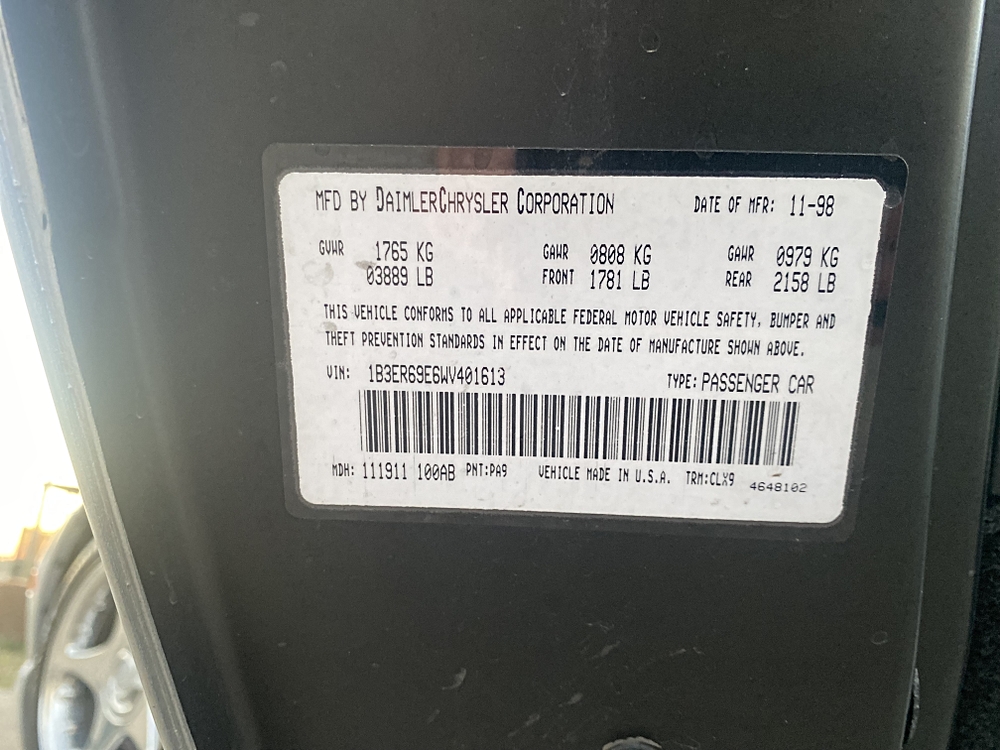 MFD BY DAIMLERCHRYSLER CORPORATION DATE OF MFR: 11-98
GVWR 1765 KG GAWR 0808 KG GAWR 0979 KG
03889 LB FRONT 1781 LB REAR 2158 LB
THIS VEHICLE CONFORMS TO ALL APPLICABLE FEDERAL MOTOR VEHICLE SAFETY, BUMPER AND
THEFT PREVENTION STANDARDS IN EFFECT ON THE DATE OF MANUFACTURE SHOWN ABOVE.
VIN: 1B3ER69E6WV401613 TYPE: PASSENGER CAR
MDH: 111911 100AB PNT:PA9 VEHICLE MADE IN U.S.A. TRM:CLX9 4648102